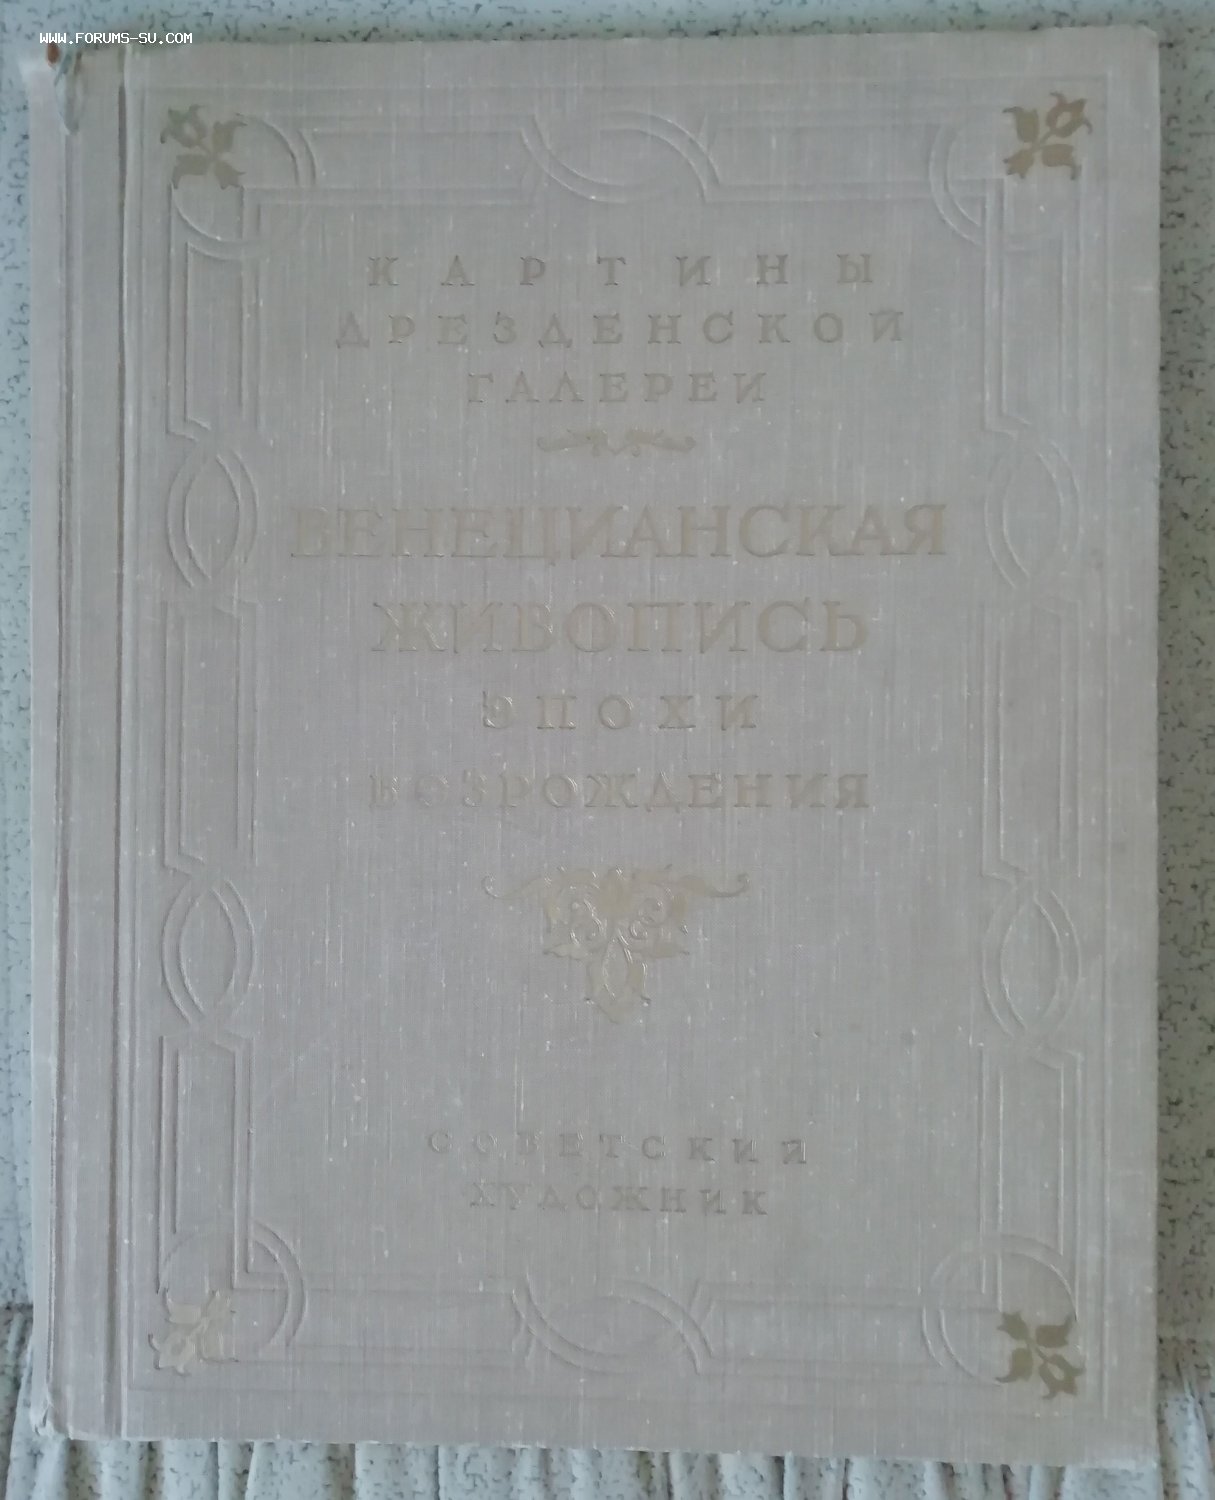 WWW.FORUMS-SU.COM
КАРТИНЫ
ДРЕЗДЕНСКОЙ
ГАЛЕРЕИ
ВЕНЕЦИАНСКАЯ
ЖИВОПИСЬ
ЭПОХИ
ВОЗРОЖДЕНИЯ
СОВЕТСКИЙ
ХУДОЖНИК